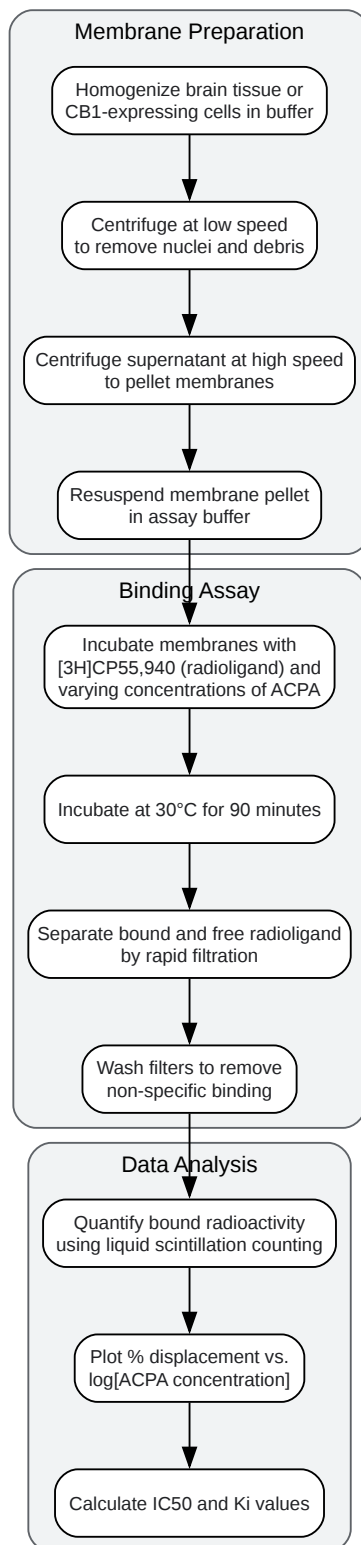 Membrane Preparation
Homogenize brain tissue or
CB1-expressing cells in buffer
Centrifuge at low speed
to remove nuclei and debris
Centrifuge supernatant at high speed
to pellet membranes
Resuspend membrane pellet
in assay buffer
Binding Assay
Incubate membranes with
[3H]CP55,940 (radioligand) and
varying concentrations of ACPA
Incubate at 30°C for 90 minutes
Separate bound and free radioligand
by rapid filtration
Wash filters to remove
non-specific binding
Data Analysis
Quantify bound radioactivity
using liquid scintillation counting
Plot % displacement vs.
log[ACPA concentration]
Calculate IC50 and Ki values